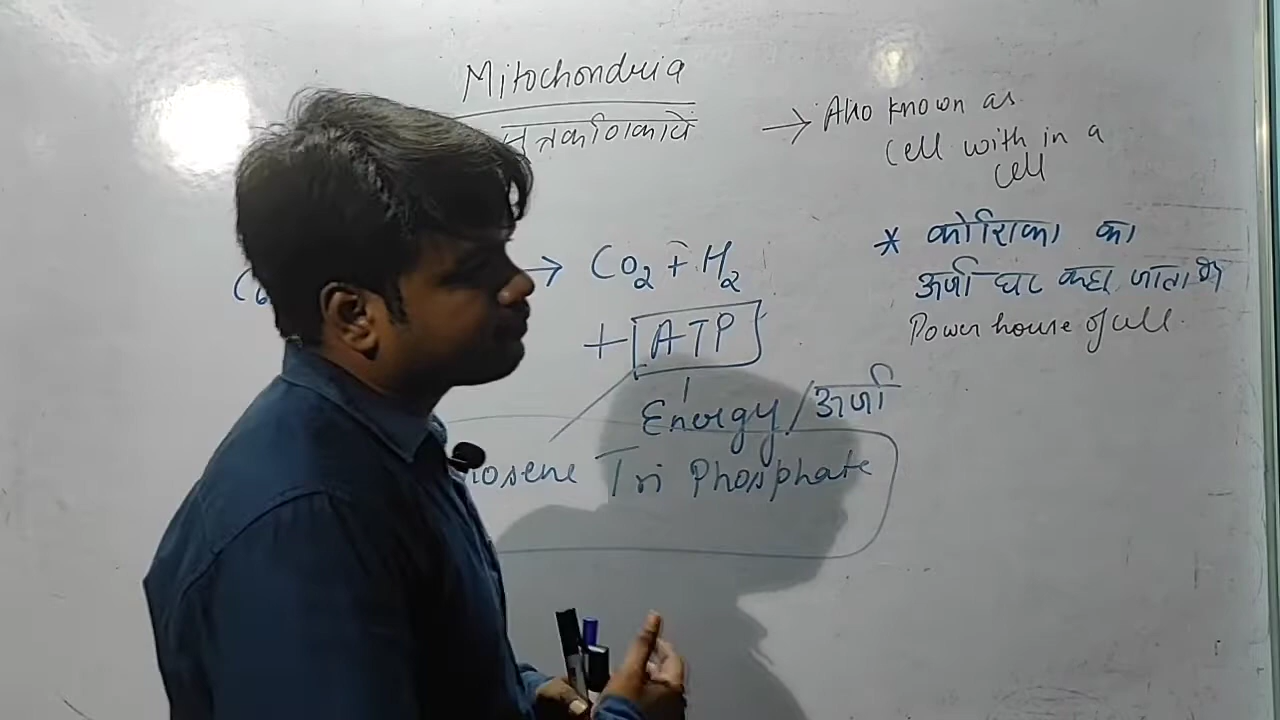 Mitochondria
सूत्रकणिकायें
→ Also known as
cell with in a
cell
→ CO2 + H2
+ ATP
Energy/ऊर्जा
Tri Phosphate
* कोशिका का
ऊर्जा घर कहा जाता है
Power house of cell.